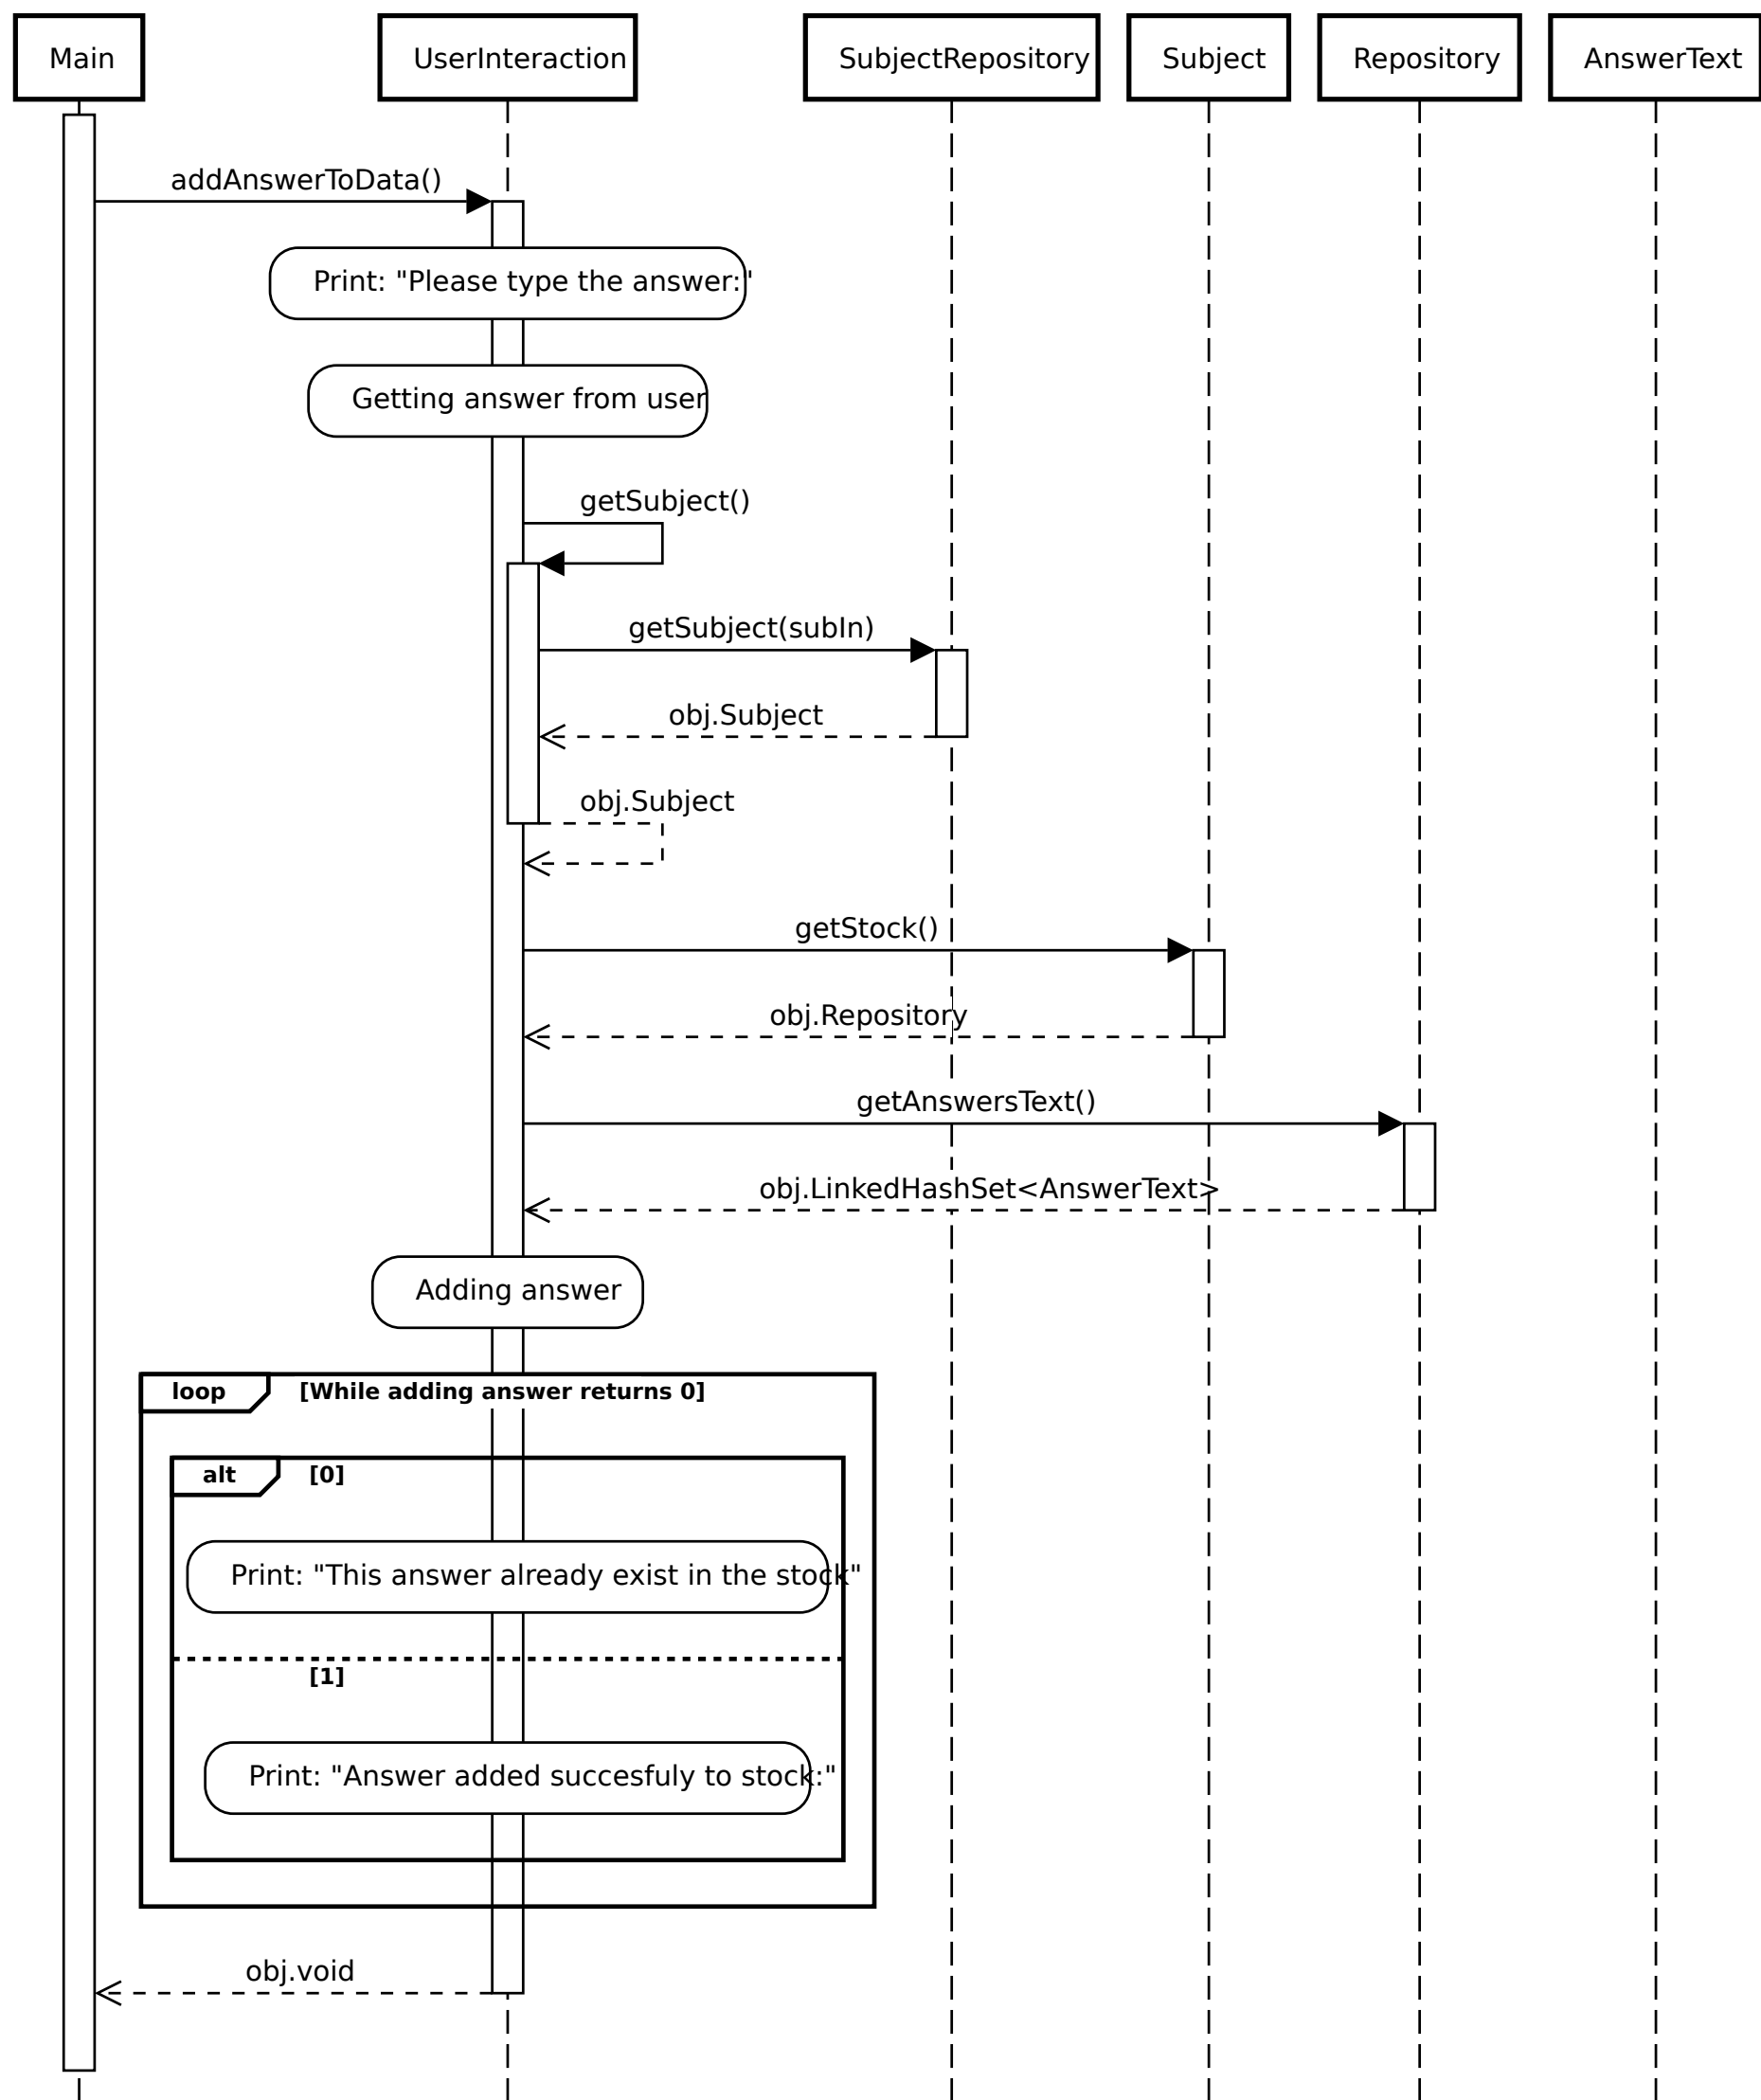 Main
UserInteraction
SubjectRepository
Subject
Repository
AnswerText
addAnswerToData()
Print: "Please type the answer:"
Getting answer from user
getSubject()
getSubject(subIn)
obj.Subject
obj.Subject
getStock()
obj.Repository
getAnswersText()
obj.LinkedHashSet<AnswerText>
Adding answer
loop [While adding answer returns 0]
alt [0]
Print: "This answer already exist in the stock"
[1]
Print: "Answer added succesfuly to stock:"
obj.void